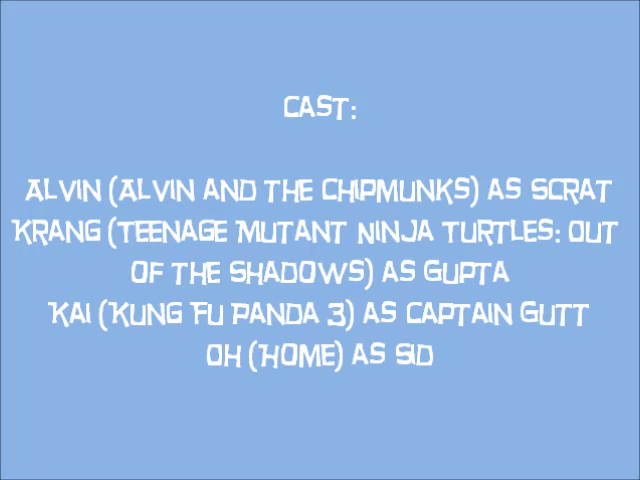 CAST:
ALVIN (ALVIN AND THE CHIPMUNKS) AS SCRAT
KRANG (TEENAGE MUTANT NINJA TURTLES: OUT
OF THE SHADOWS) AS GUPTA
KAI (KUNG FU PANDA 3) AS CAPTAIN GUTT
OH (HOME) AS SID